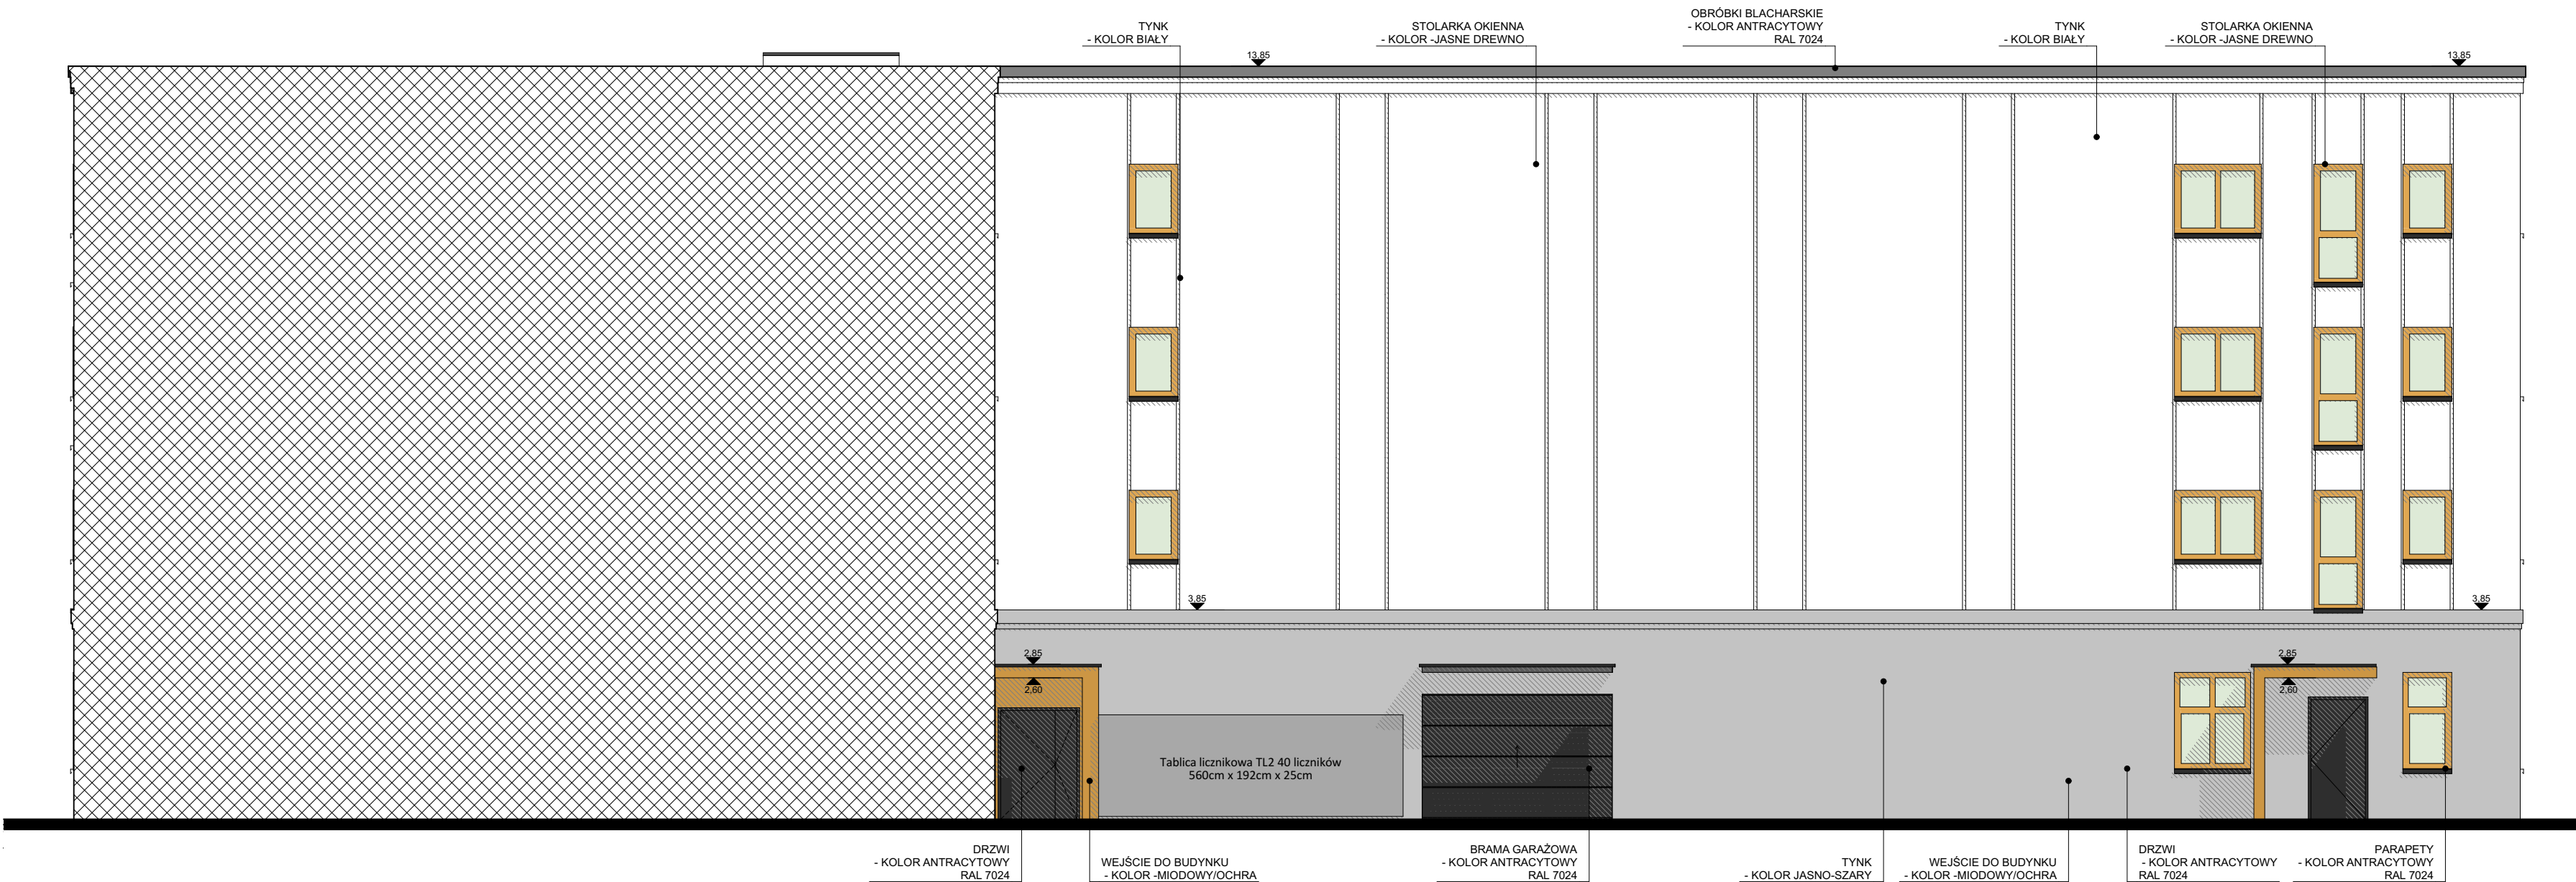 TYNK
- KOLOR BIAŁY
STOLARKA OKIENNA
- KOLOR -JASNE DREWNO
OBRÓBKI BLACHARSKIE
- KOLOR ANTRACYTOWY
RAL 7024
TYNK
- KOLOR BIAŁY
STOLARKA OKIENNA
- KOLOR -JASNE DREWNO
13,85
13,85
3,85
3,85
2,85
2,60
2,85
2,60
Tablica licznikowa TL2 40 liczników
560cm x 192cm x 25cm
DRZWI
- KOLOR ANTRACYTOWY
RAL 7024
WEJŚCIE DO BUDYNKU
- KOLOR -MIODOWY/OCHRA
BRAMA GARAŻOWA
- KOLOR ANTRACYTOWY
RAL 7024
TYNK
- KOLOR JASNO-SZARY
WEJŚCIE DO BUDYNKU
- KOLOR -MIODOWY/OCHRA
DRZWI
- KOLOR ANTRACYTOWY
RAL 7024
PARAPETY
- KOLOR ANTRACYTOWY
RAL 7024